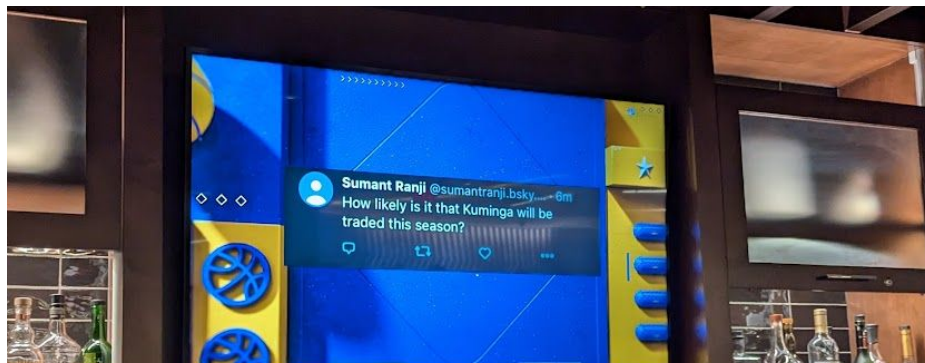 Sumant Ranji @sumantranji.bsky.... · 6m
How likely is it that Kuminga will be
traded this season?